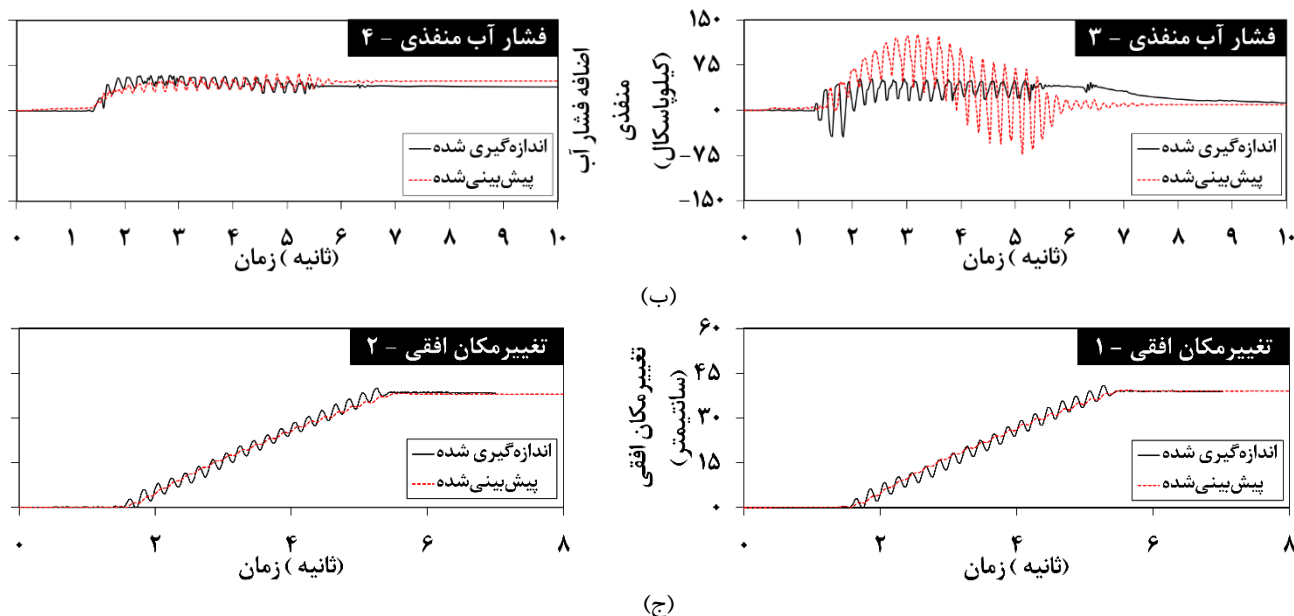 فشار آب منفذی - ۳
اضافه فشار آب
منفذی
(کیلوپاسکال)
۱۵۰
۷۵
۰
-۷۵
-۱۵۰
اندازه‌گیری شده
پیش‌بینی‌شده
۰ ۱ ۲ ۳ ۴ ۵ ۶ ۷ ۸ ۹ ۱۰
زمان (ثانیه)
فشار آب منفذی - ۴
اندازه‌گیری شده
پیش‌بینی‌شده
۰ ۱ ۲ ۳ ۴ ۵ ۶ ۷ ۸ ۹ ۱۰
زمان (ثانیه)
(ب)
تغییرمکان افقی - ۱
تغییرمکان افقی
(سانتیمتر)
۶۰
۴۵
۳۰
۱۵
۰
اندازه‌گیری شده
پیش‌بینی‌شده
۰ ۲ ۴ ۶ ۸
زمان (ثانیه)
تغییرمکان افقی - ۲
اندازه‌گیری شده
پیش‌بینی‌شده
۰ ۲ ۴ ۶ ۸
زمان (ثانیه)
(ج)